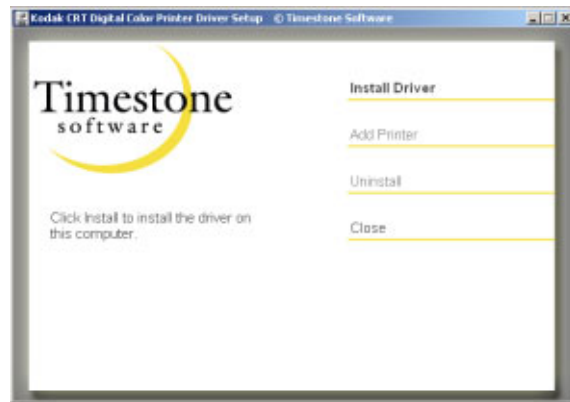 Kodak CRT Digital Color Printer Driver Setup © Timestone Software
Timestone
software
Install Driver
Add Printer
Uninstall
Click Install to install the driver on
this computer.
Close